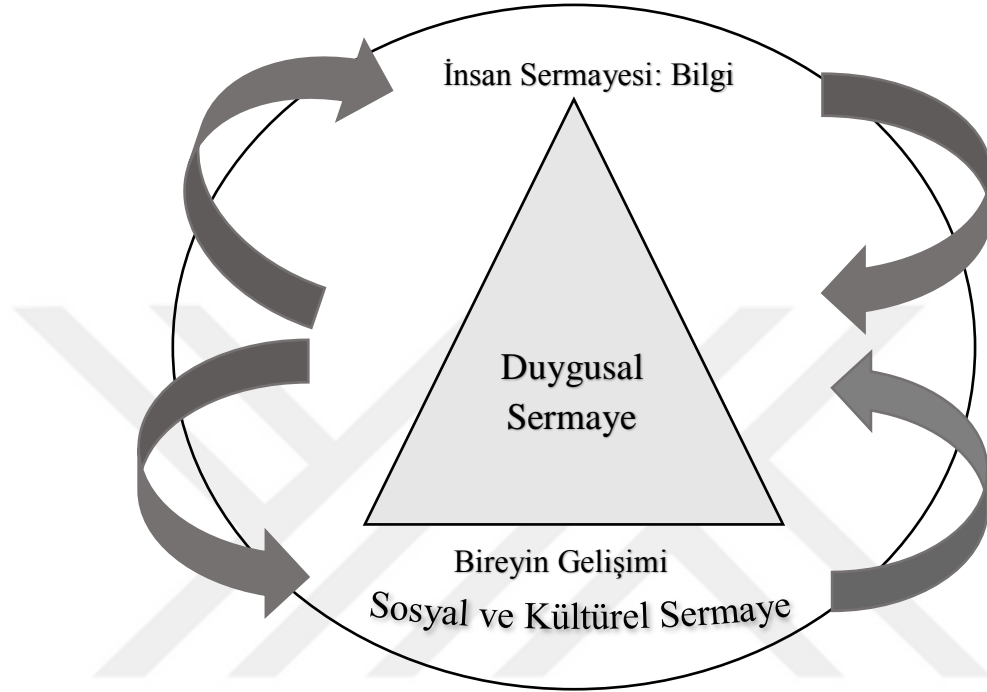 İnsan Sermayesi: Bilgi
Duygusal
Sermaye
Bireyin Gelişimi
Sosyal ve Kültürel Sermaye